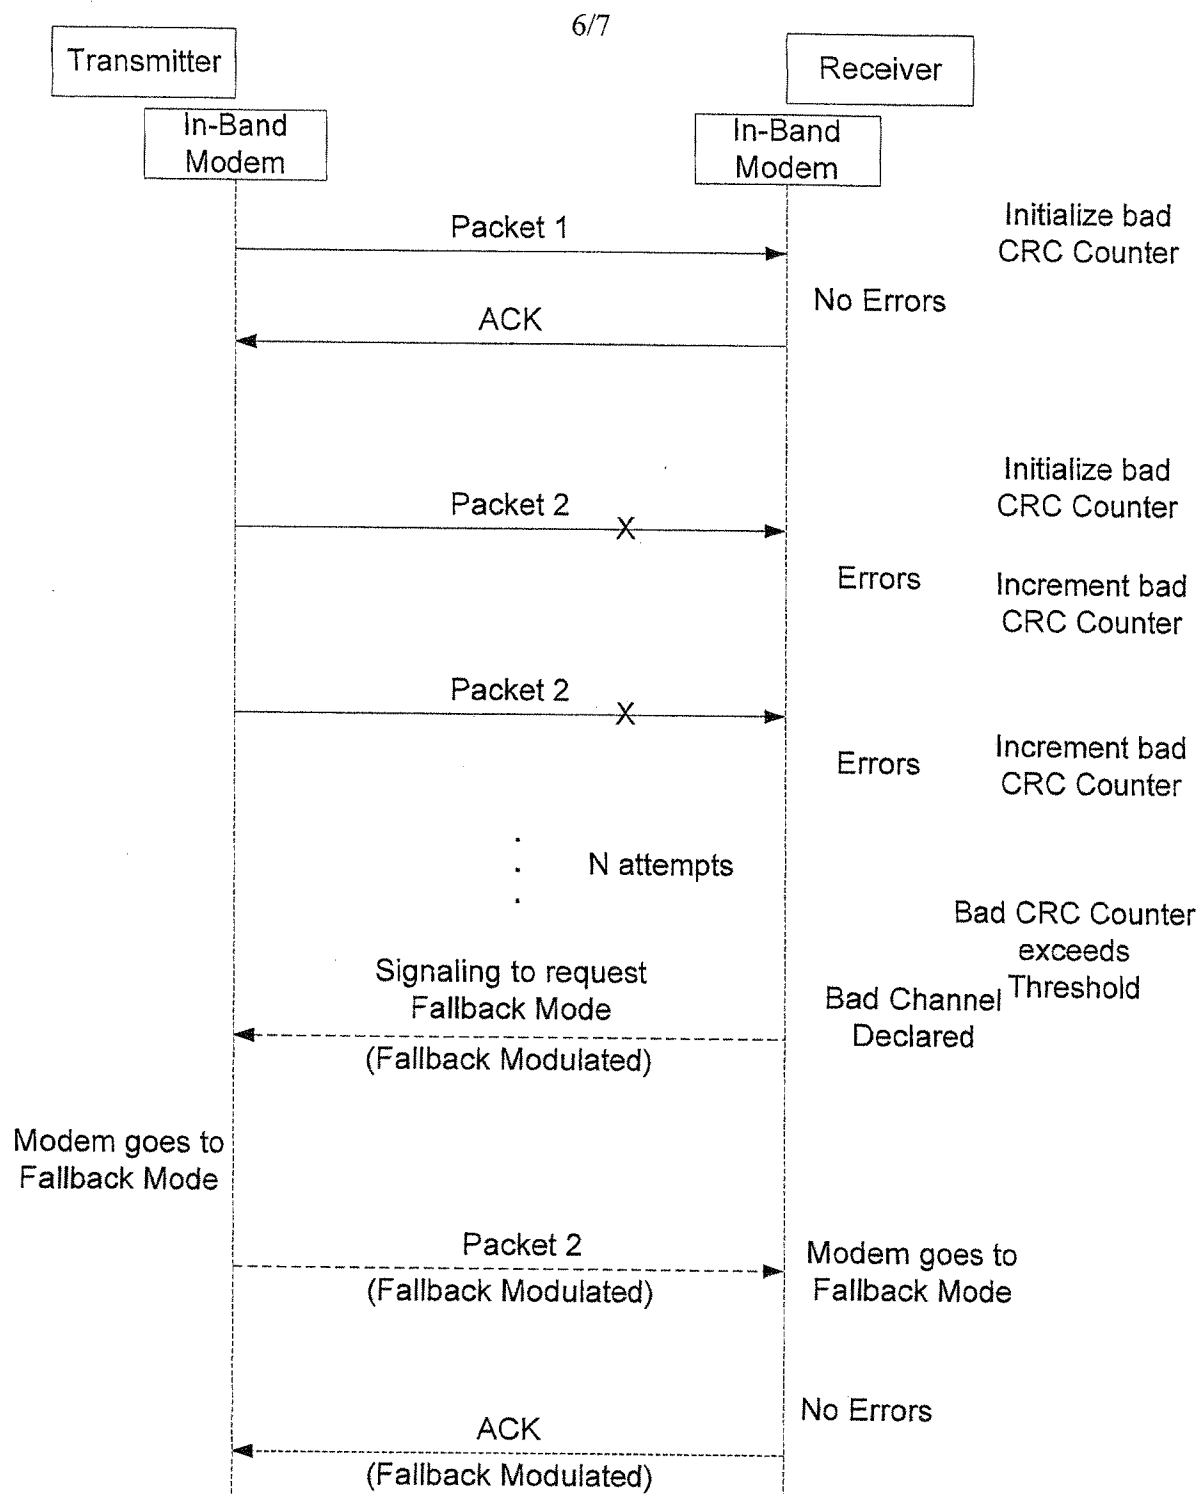 6/7
Transmitter
Receiver
In-Band
Modem
In-Band
Modem
Packet 1
Initialize bad
CRC Counter
No Errors
ACK
Initialize bad
CRC Counter
Packet 2
X
Errors
Increment bad
CRC Counter
Packet 2
X
Errors
Increment bad
CRC Counter
N attempts
Bad CRC Counter
exceeds
Threshold
Signaling to request
Fallback Mode
Bad Channel
Declared
(Fallback Modulated)
Modem goes to
Fallback Mode
Packet 2
(Fallback Modulated)
Modem goes to
Fallback Mode
No Errors
ACK
(Fallback Modulated)